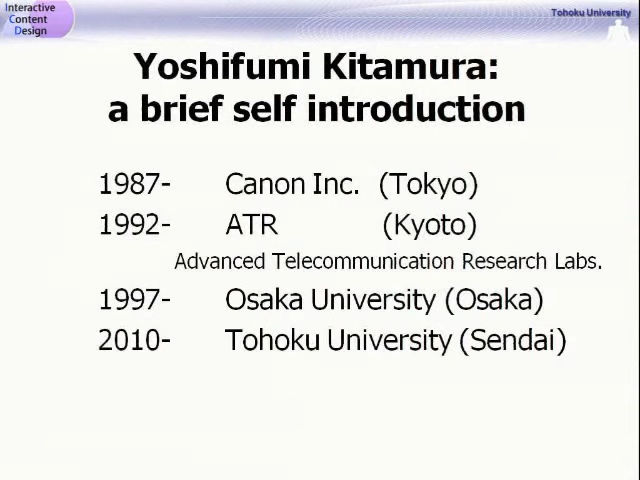 Interactive
Content
Design
Tohoku University
Yoshifumi Kitamura:
a brief self introduction
1987- Canon Inc. (Tokyo)
1992- ATR (Kyoto)
Advanced Telecommunication Research Labs.
1997- Osaka University (Osaka)
2010- Tohoku University (Sendai)